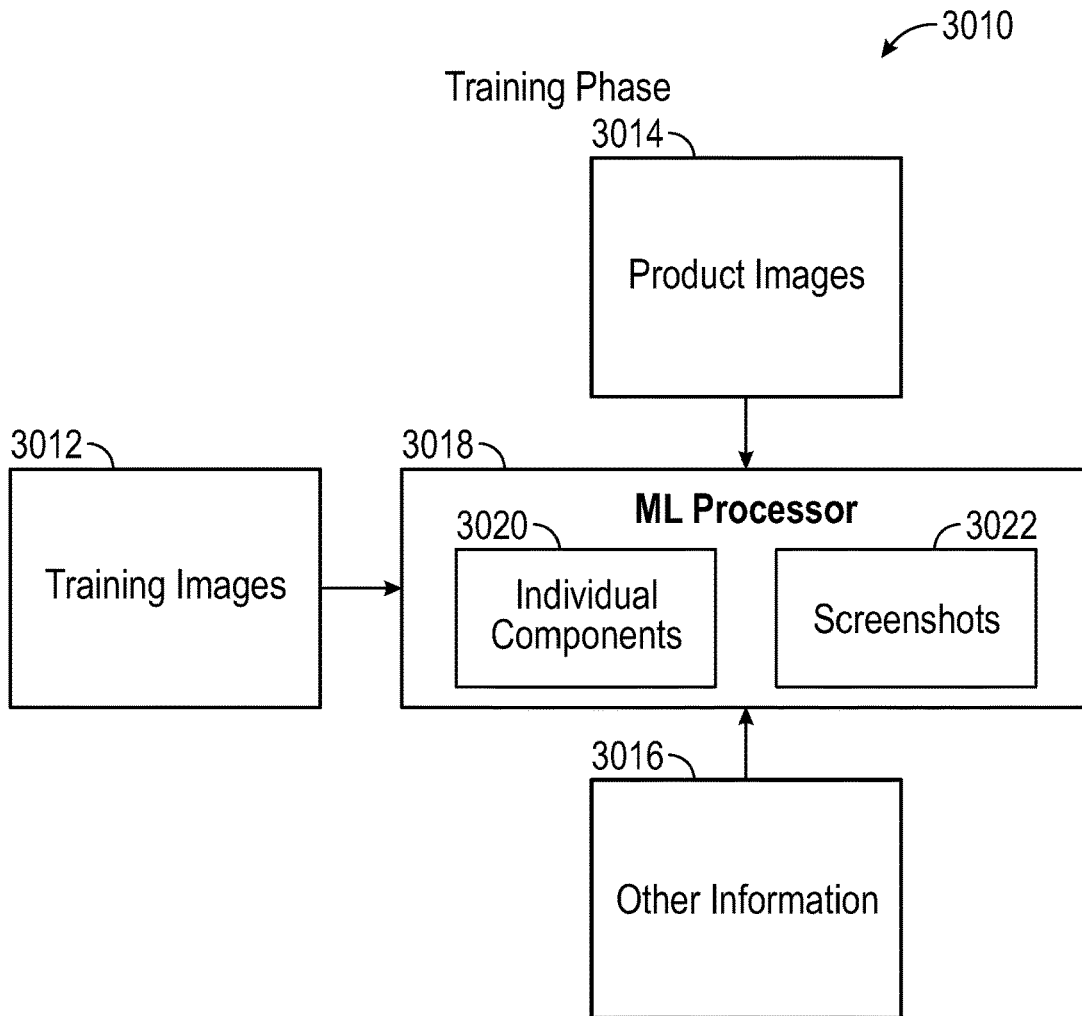 3010
Training Phase
3014
Product Images
3012
Training Images
3018
ML Processor
3020
Individual
Components
3022
Screenshots
3016
Other Information